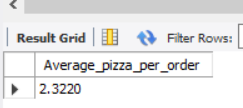 Result Grid Filter Rows:
Average_pizza_per_order
2.3220